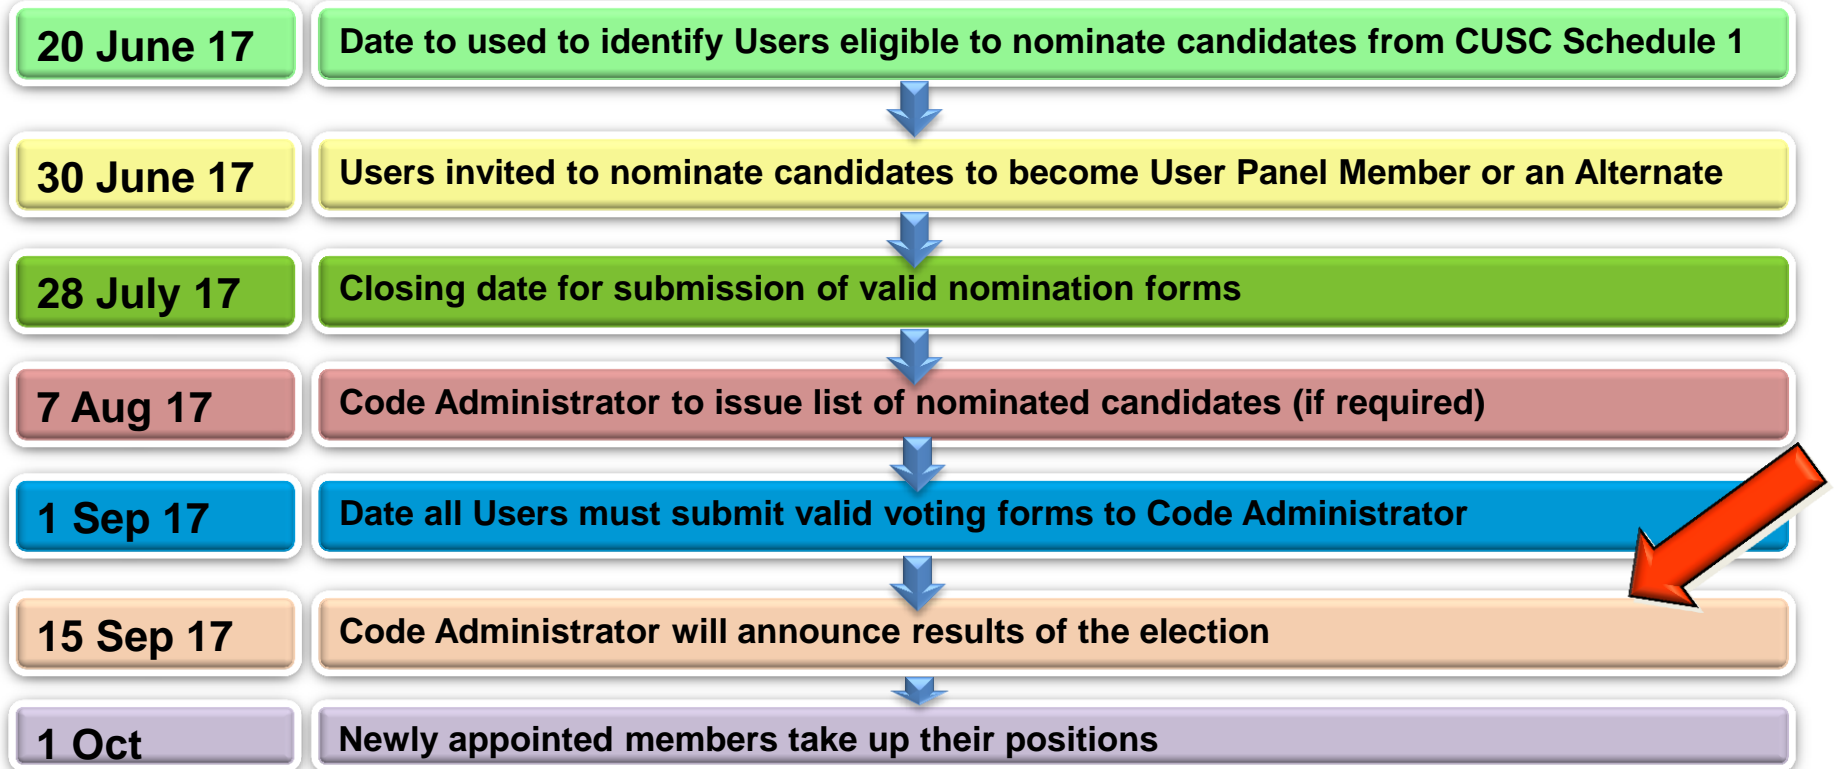 20 June 17
Date to used to identify Users eligible to nominate candidates from CUSC Schedule 1
30 June 17
Users invited to nominate candidates to become User Panel Member or an Alternate
28 July 17
Closing date for submission of valid nomination forms
7 Aug 17
Code Administrator to issue list of nominated candidates (if required)
1 Sep 17
Date all Users must submit valid voting forms to Code Administrator
15 Sep 17
Code Administrator will announce results of the election
1 Oct
Newly appointed members take up their positions